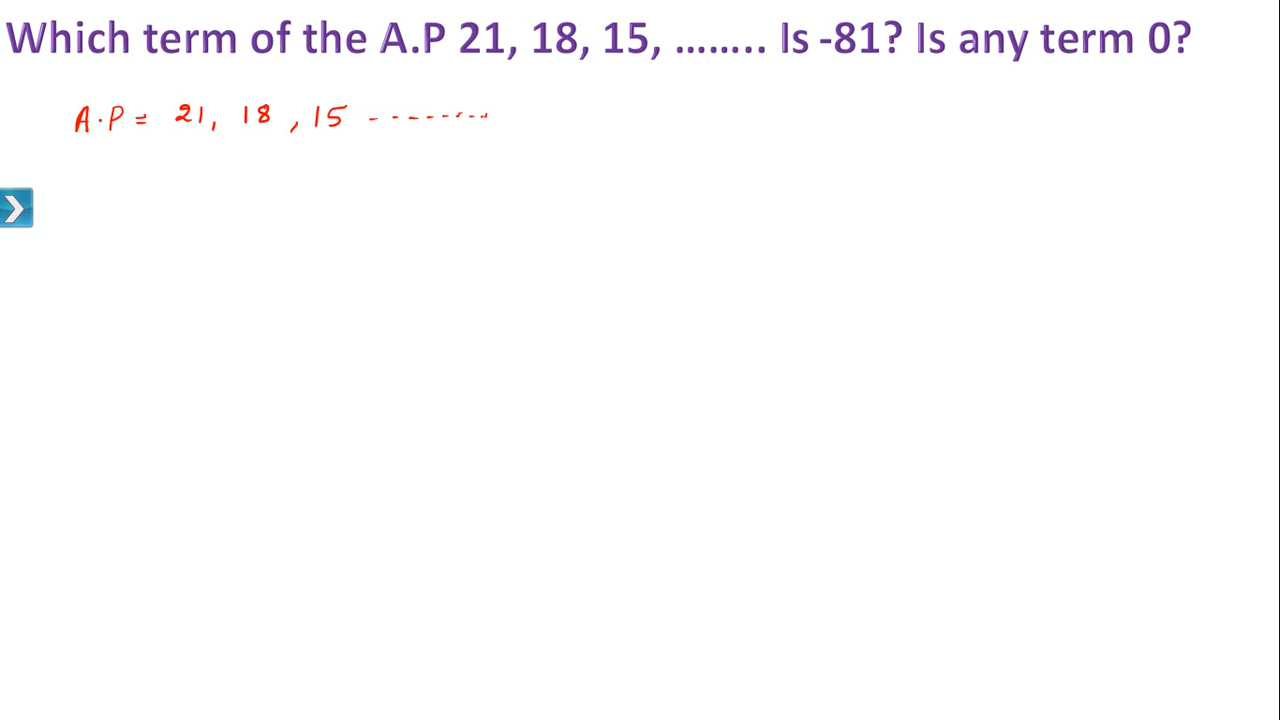 Which term of the A.P 21, 18, 15, …….. Is -81? Is any term 0?
A.P = 21, 18 , 15 --------